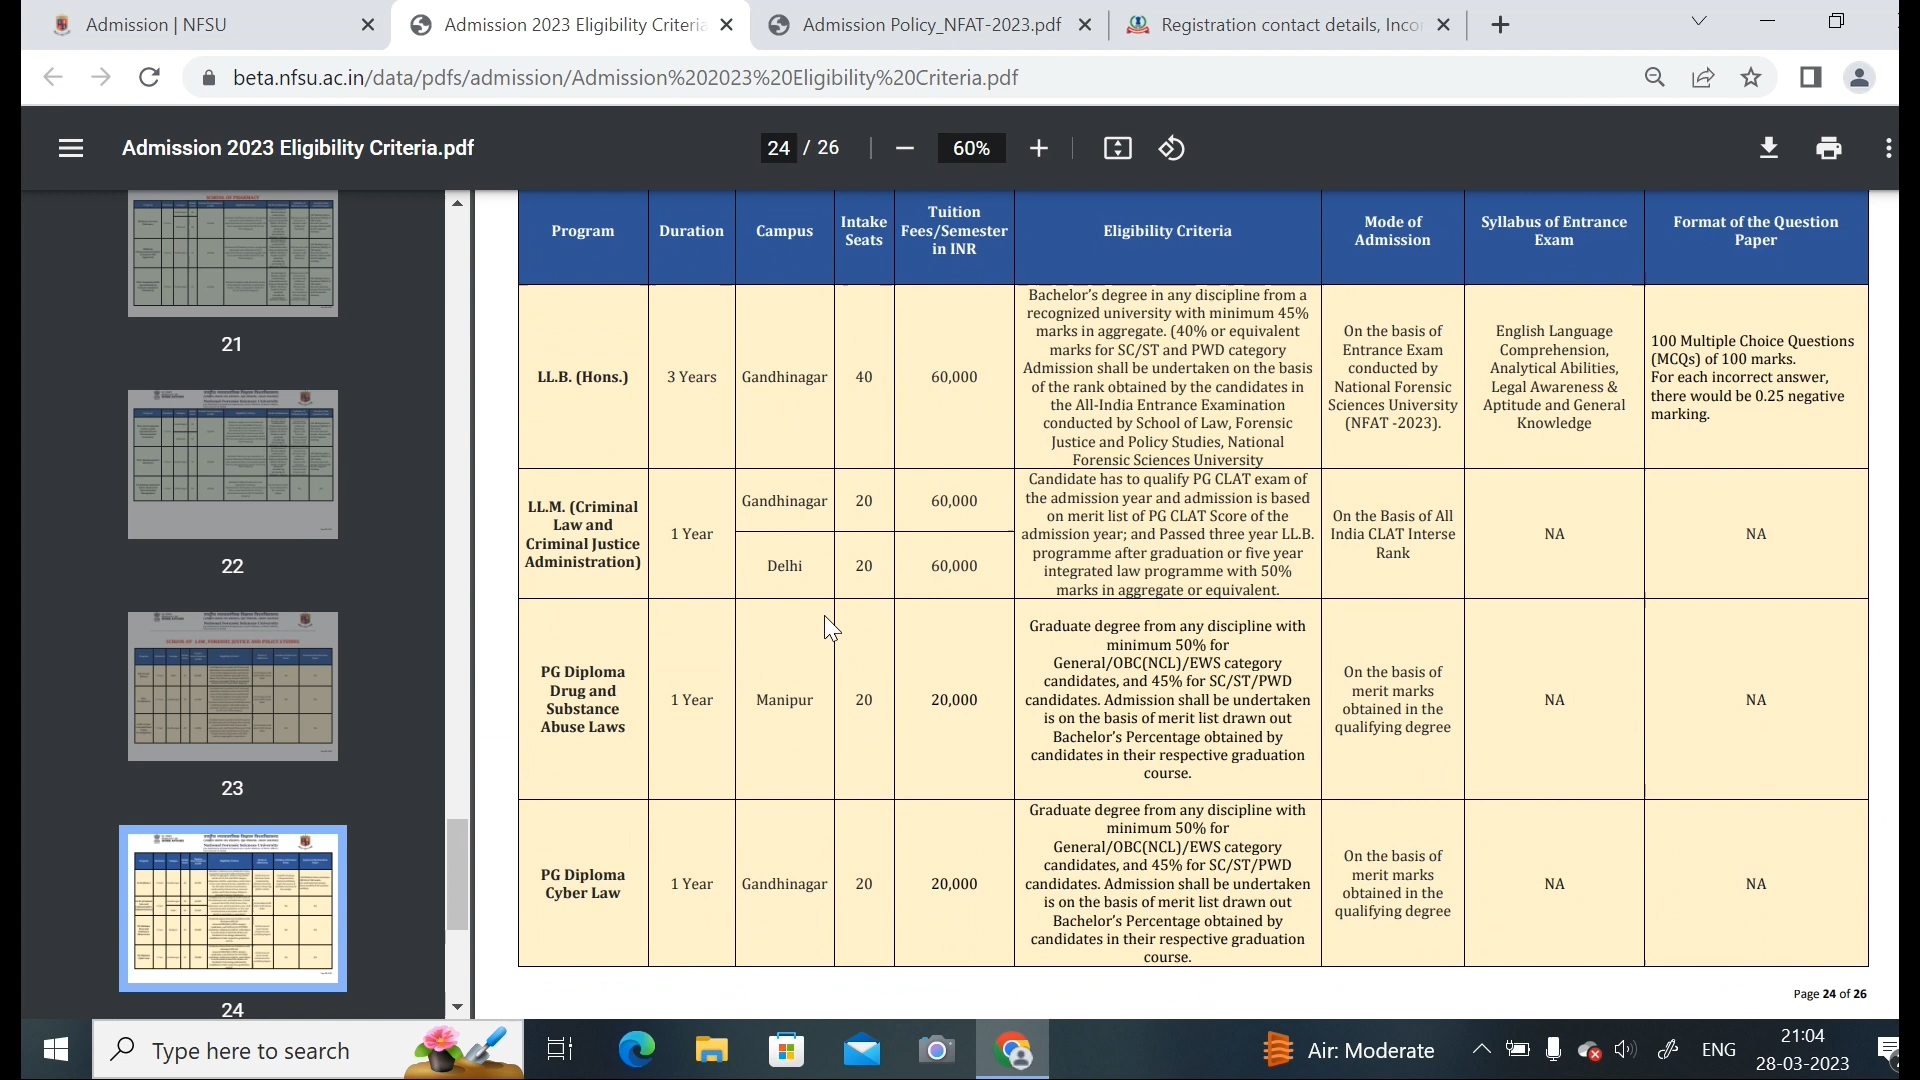 Admission | NFSU
Admission 2023 Eligibility Criteria
Admission Policy_NFAT-2023.pdf
Registration contact details, Incor
beta.nfsu.ac.in/data/pdfs/admission/Admission%202023%20Eligibility%20Criteria.pdf
Admission 2023 Eligibility Criteria.pdf
24 / 26
60%
SCHOOL OF PHARMACY
21
22
SCHOOL OF LAW, FORENSIC JUSTICE AND POLICY STUDIES
23
24
Program
Duration
Campus
Intake
Seats
Tuition
Fees/Semester
in INR
Eligibility Criteria
Mode of
Admission
Syllabus of Entrance
Exam
Format of the Question
Paper
LL.B. (Hons.)
3 Years
Gandhinagar
40
60,000
Bachelor's degree in any discipline from a
recognized university with minimum 45%
marks in aggregate. (40% or equivalent
marks for SC/ST and PWD category
Admission shall be undertaken on the basis
of the rank obtained by the candidates in
the All-India Entrance Examination
conducted by School of Law, Forensic
Justice and Policy Studies, National
Forensic Sciences University
On the basis of
Entrance Exam
conducted by
National Forensic
Sciences University
(NFAT -2023).
English Language
Comprehension,
Analytical Abilities,
Legal Awareness &
Aptitude and General
Knowledge
100 Multiple Choice Questions
(MCQs) of 100 marks.
For each incorrect answer,
there would be 0.25 negative
marking.
LL.M. (Criminal
Law and
Criminal Justice
Administration)
1 Year
Gandhinagar
20
60,000
Delhi
20
60,000
Candidate has to qualify PG CLAT exam of
the admission year and admission is based
on merit list of PG CLAT Score of the
admission year; and Passed three year LL.B.
programme after graduation or five year
integrated law programme with 50%
marks in aggregate or equivalent.
On the Basis of All
India CLAT Interse
Rank
NA
NA
PG Diploma
Drug and
Substance
Abuse Laws
1 Year
Manipur
20
20,000
Graduate degree from any discipline with
minimum 50% for
General/OBC(NCL)/EWS category
candidates, and 45% for SC/ST/PWD
candidates. Admission shall be undertaken
is on the basis of merit list drawn out
Bachelor's Percentage obtained by
candidates in their respective graduation
course.
On the basis of
merit marks
obtained in the
qualifying degree
NA
NA
PG Diploma
Cyber Law
1 Year
Gandhinagar
20
20,000
Graduate degree from any discipline with
minimum 50% for
General/OBC(NCL)/EWS category
candidates, and 45% for SC/ST/PWD
candidates. Admission shall be undertaken
is on the basis of merit list drawn out
Bachelor's Percentage obtained by
candidates in their respective graduation
course.
On the basis of
merit marks
obtained in the
qualifying degree
NA
NA
Page 24 of 26
Type here to search
Air: Moderate
ENG
21:04
28-03-2023